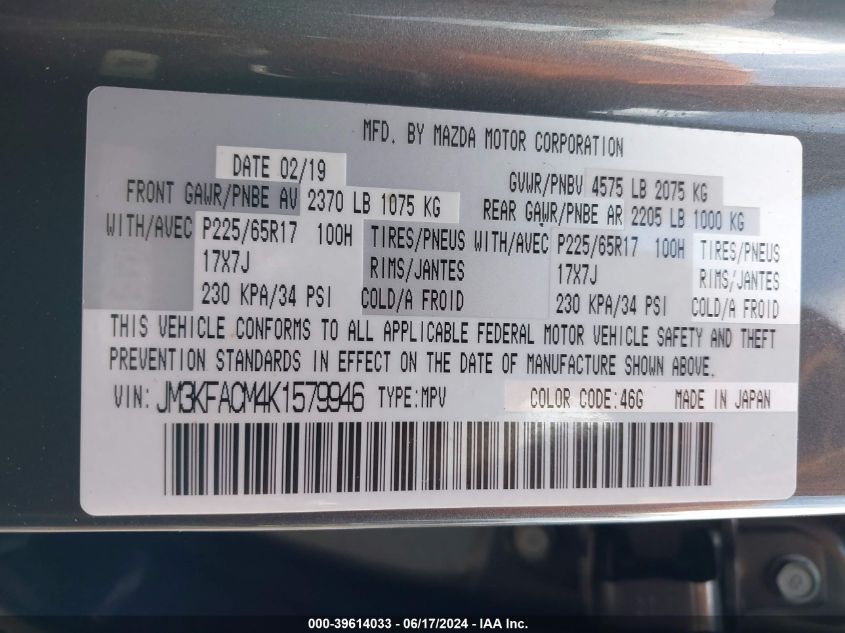 MFD. BY MAZDA MOTOR CORPORATION
DATE 02/19 GVWR/PNBV 4575 LB 2075 KG
FRONT GAWR/PNBE AV 2370 LB 1075 KG REAR GAWR/PNBE AR 2205 LB 1000 KG
WITH/AVEC P225/65R17 100H TIRES/PNEUS WITH/AVEC P225/65R17 100H TIRES/PNEUS
17X7J RIMS/JANTES 17X7J RIMS/JANTES
230 KPA/34 PSI COLD/A FROID 230 KPA/34 PSI COLD/A FROID
THIS VEHICLE CONFORMS TO ALL APPLICABLE FEDERAL MOTOR VEHICLE SAFETY AND THEFT
PREVENTION STANDARDS IN EFFECT ON THE DATE OF MANUFACTURE SHOWN ABOVE.
VIN: JM3KFACM4K1579946 TYPE:MPV COLOR CODE:46G MADE IN JAPAN
000-39614033 - 06/17/2024 - IAA Inc.